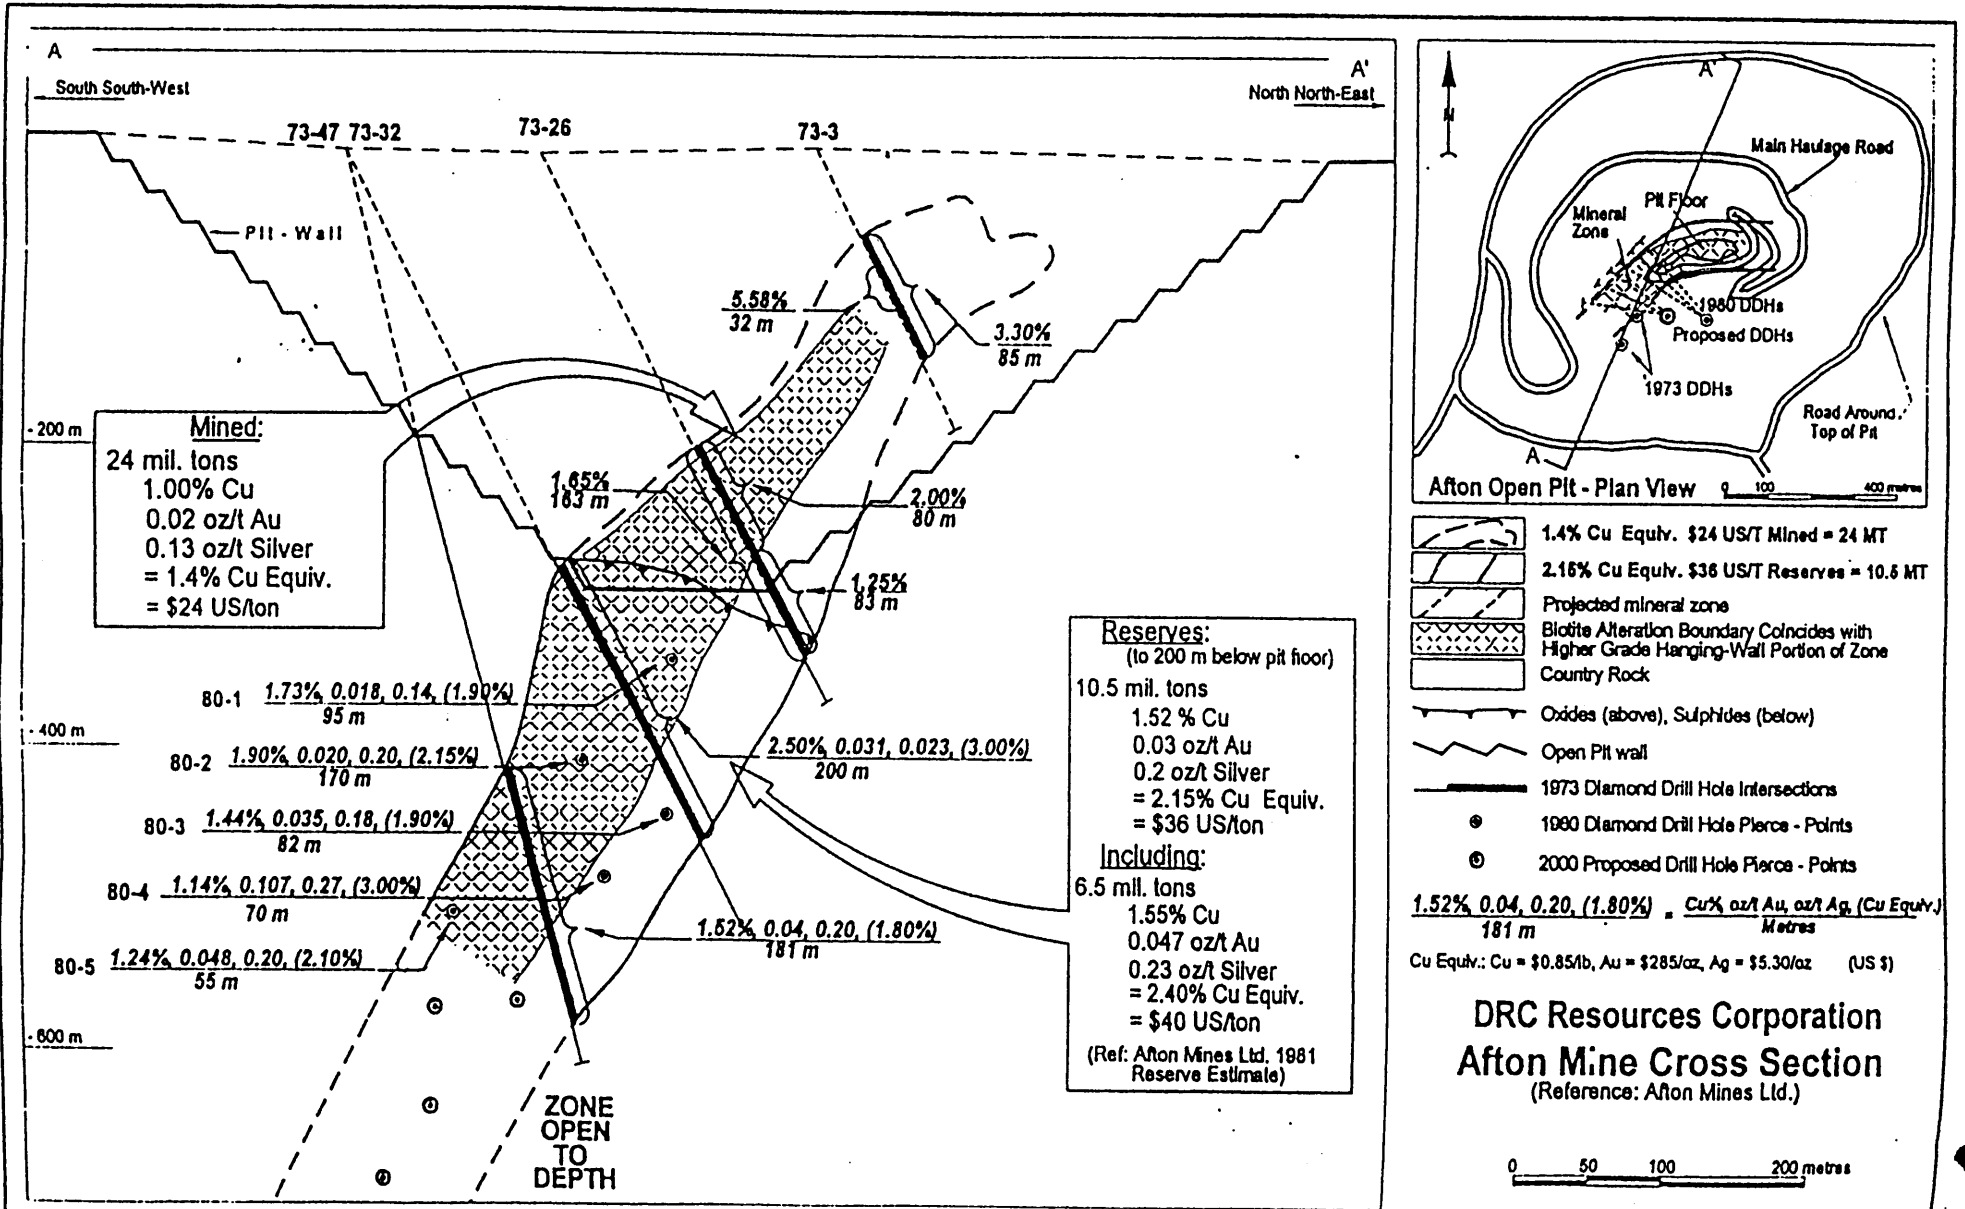 A
A'
South South-West
North North-East
73-47 73-32
73-26
73-3
Pit - Wall
5.58%
32 m
3.30%
85 m
- 200 m
Mined:
24 mil. tons
1.00% Cu
0.02 oz/t Au
0.13 oz/t Silver
= 1.4% Cu Equiv.
= $24 US/ton
1.65%
163 m
2.00%
80 m
1.25%
83 m
80-1 1.73%, 0.018, 0.14, (1.90%)
95 m
- 400 m
80-2 1.90%, 0.020, 0.20, (2.15%)
170 m
2.50%, 0.031, 0.023, (3.00%)
200 m
80-3 1.44%, 0.035, 0.18, (1.90%)
82 m
80-4 1.14%, 0.107, 0.27, (3.00%)
70 m
1.52%, 0.04, 0.20, (1.80%)
181 m
80-5 1.24%, 0.048, 0.20, (2.10%)
55 m
- 600 m
ZONE
OPEN
TO
DEPTH
Reserves:
(to 200 m below pit floor)
10.5 mil. tons
1.52 % Cu
0.03 oz/t Au
0.2 oz/t Silver
= 2.15% Cu Equiv.
= $36 US/ton
Including:
6.5 mil. tons
1.55% Cu
0.047 oz/t Au
0.23 oz/t Silver
= 2.40% Cu Equiv.
= $40 US/ton
(Ref: Afton Mines Ltd. 1981
Reserve Estimate)
A'
N
Main Haulage Road
Pit Floor
Mineral
Zone
1980 DDHs
Proposed DDHs
1973 DDHs
Road Around
Top of Pit
A
Afton Open Pit - Plan View
0 100 400 metres
1.4% Cu Equiv. $24 US/T Mined = 24 MT
2.15% Cu Equiv. $36 US/T Reserves = 10.5 MT
Projected mineral zone
Biotite Alteration Boundary Coincides with
Higher Grade Hanging-Wall Portion of Zone
Country Rock
Oxides (above), Sulphides (below)
Open Pit wall
1973 Diamond Drill Hole Intersections
1980 Diamond Drill Hole Pierce - Points
2000 Proposed Drill Hole Pierce - Points
1.52%, 0.04, 0.20, (1.80%) = Cu%, oz/t Au, oz/t Ag, (Cu Equiv.)
181 m Metres
Cu Equiv.: Cu = $0.85/lb, Au = $285/oz, Ag = $5.30/oz (US $)
DRC Resources Corporation
Afton Mine Cross Section
(Reference: Afton Mines Ltd.)
0 50 100 200 metres